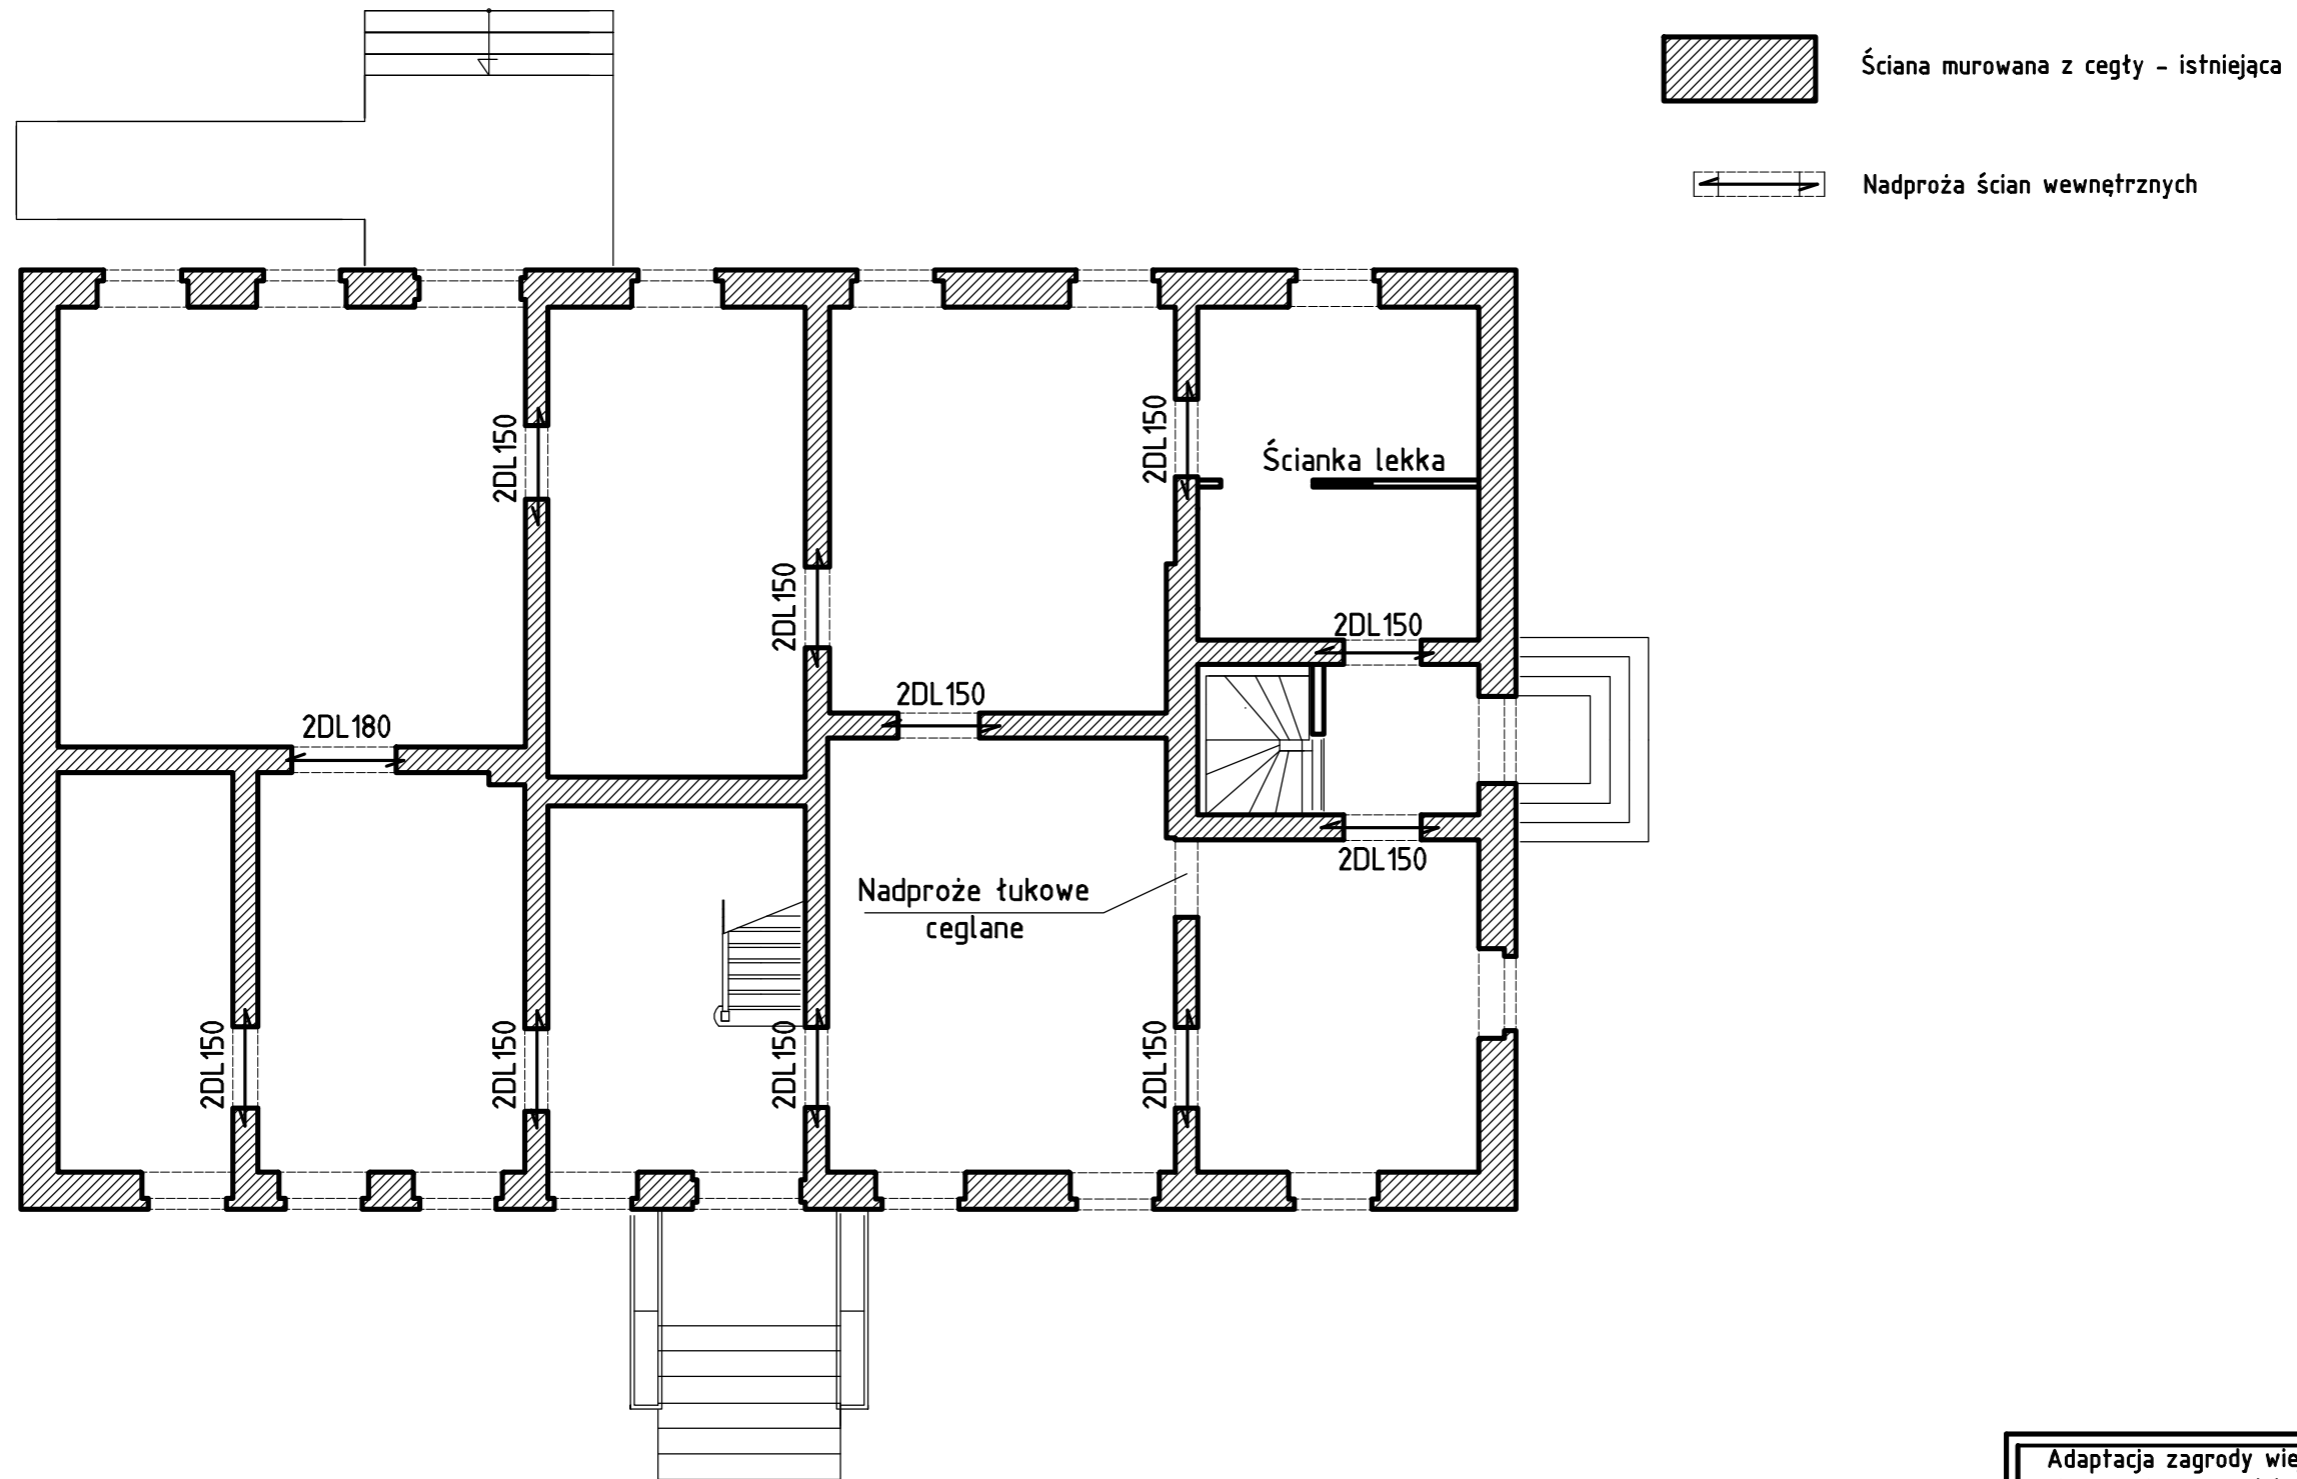 Ściana murowana z cegły - istniejąca
Nadproża ścian wewnętrznych
2DL150
2DL150
Ścianka lekka
2DL150
2DL150
2DL150
2DL180
2DL150
Nadproże łukowe
ceglane
2DL150
2DL150
2DL150
2DL150
Adaptacja zagrody